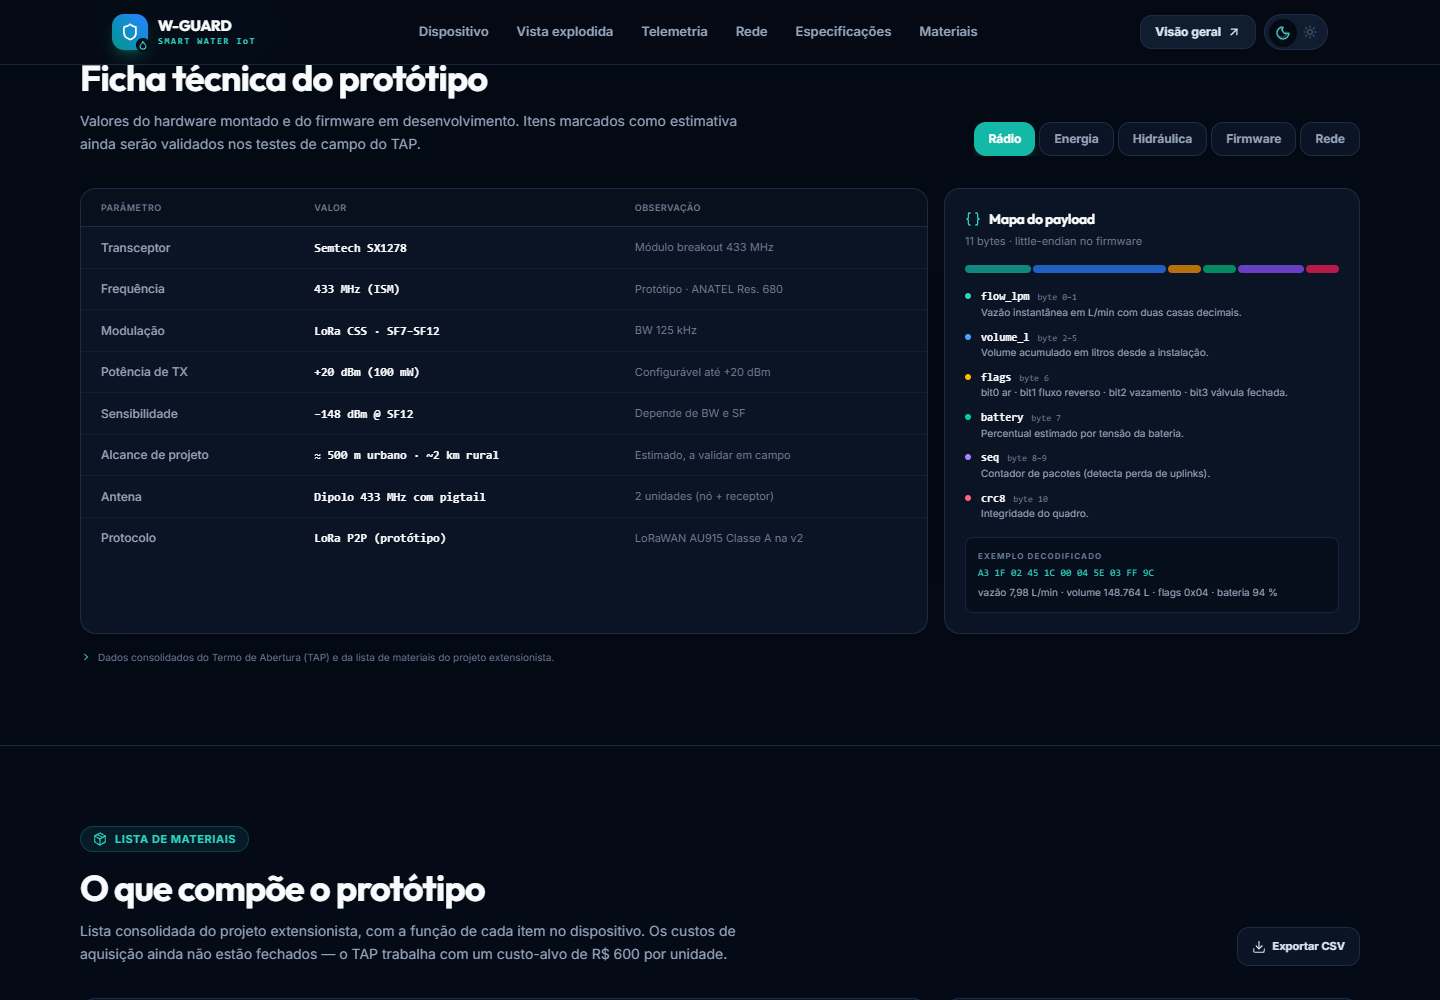 W-GUARD
SMART WATER IoT
Dispositivo
Vista explodida
Telemetria
Rede
Especificações
Materiais
Visão geral
Ficha técnica do protótipo
Valores do hardware montado e do firmware em desenvolvimento. Itens marcados como estimativa
ainda serão validados nos testes de campo do TAP.
Rádio
Energia
Hidráulica
Firmware
Rede
PARÂMETRO VALOR OBSERVAÇÃO
Transceptor Semtech SX1278 Módulo breakout 433 MHz
Frequência 433 MHz (ISM) Protótipo · ANATEL Res. 680
Modulação LoRa CSS · SF7–SF12 BW 125 kHz
Potência de TX +20 dBm (100 mW) Configurável até +20 dBm
Sensibilidade −148 dBm @ SF12 Depende de BW e SF
Alcance de projeto ≈ 500 m urbano · ~2 km rural Estimado, a validar em campo
Antena Dipolo 433 MHz com pigtail 2 unidades (nó + receptor)
Protocolo LoRa P2P (protótipo) LoRaWAN AU915 Classe A na v2
{} Mapa do payload
11 bytes · little-endian no firmware
flow_lpm byte 0–1
Vazão instantânea em L/min com duas casas decimais.
volume_l byte 2–5
Volume acumulado em litros desde a instalação.
flags byte 6
bit0 ar · bit1 fluxo reverso · bit2 vazamento · bit3 válvula fechada.
battery byte 7
Percentual estimado por tensão da bateria.
seq byte 8–9
Contador de pacotes (detecta perda de uplinks).
crc8 byte 10
Integridade do quadro.
EXEMPLO DECODIFICADO
A3 1F 02 45 1C 00 04 5E 03 FF 9C
vazão 7,98 L/min · volume 148.764 L · flags 0x04 · bateria 94 %
Dados consolidados do Termo de Abertura (TAP) e da lista de materiais do projeto extensionista.
LISTA DE MATERIAIS
O que compõe o protótipo
Lista consolidada do projeto extensionista, com a função de cada item no dispositivo. Os custos de
aquisição ainda não estão fechados — o TAP trabalha com um custo-alvo de R$ 600 por unidade.
Exportar CSV